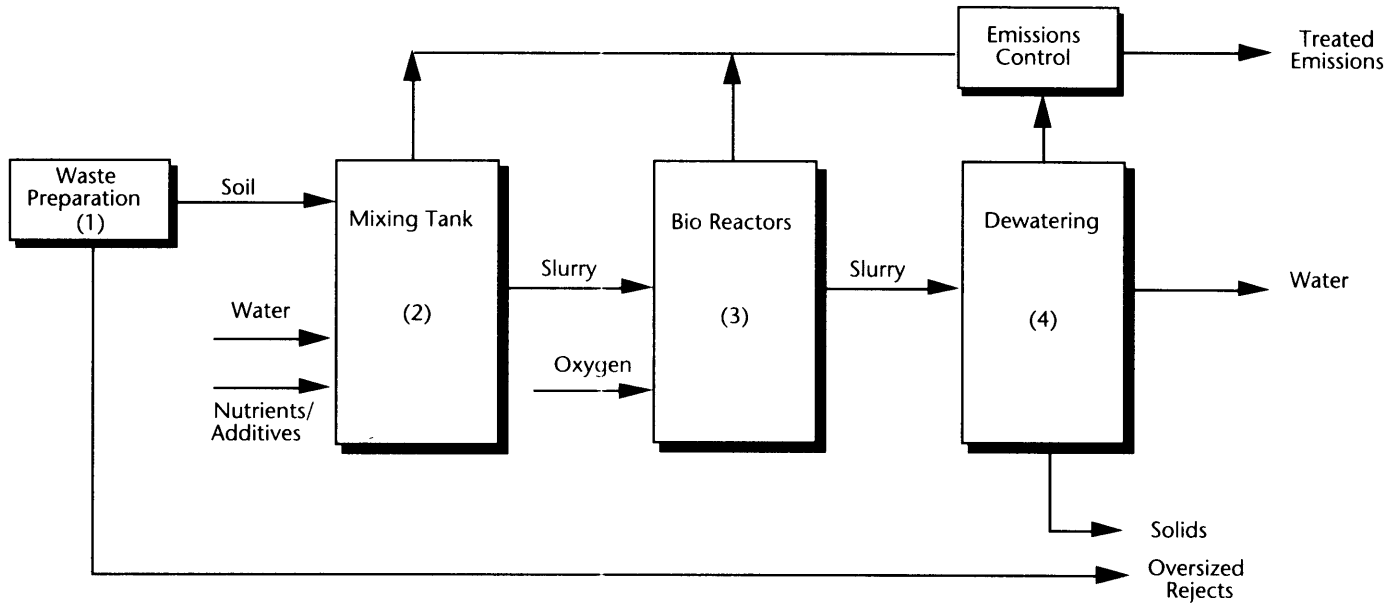 Emissions
Control
Treated
Emissions
Waste
Preparation
(1)
Soil
Mixing Tank
(2)
Water
Nutrients/
Additives
Slurry
Bio Reactors
(3)
Oxygen
Slurry
Dewatering
(4)
Water
Solids
Oversized
Rejects